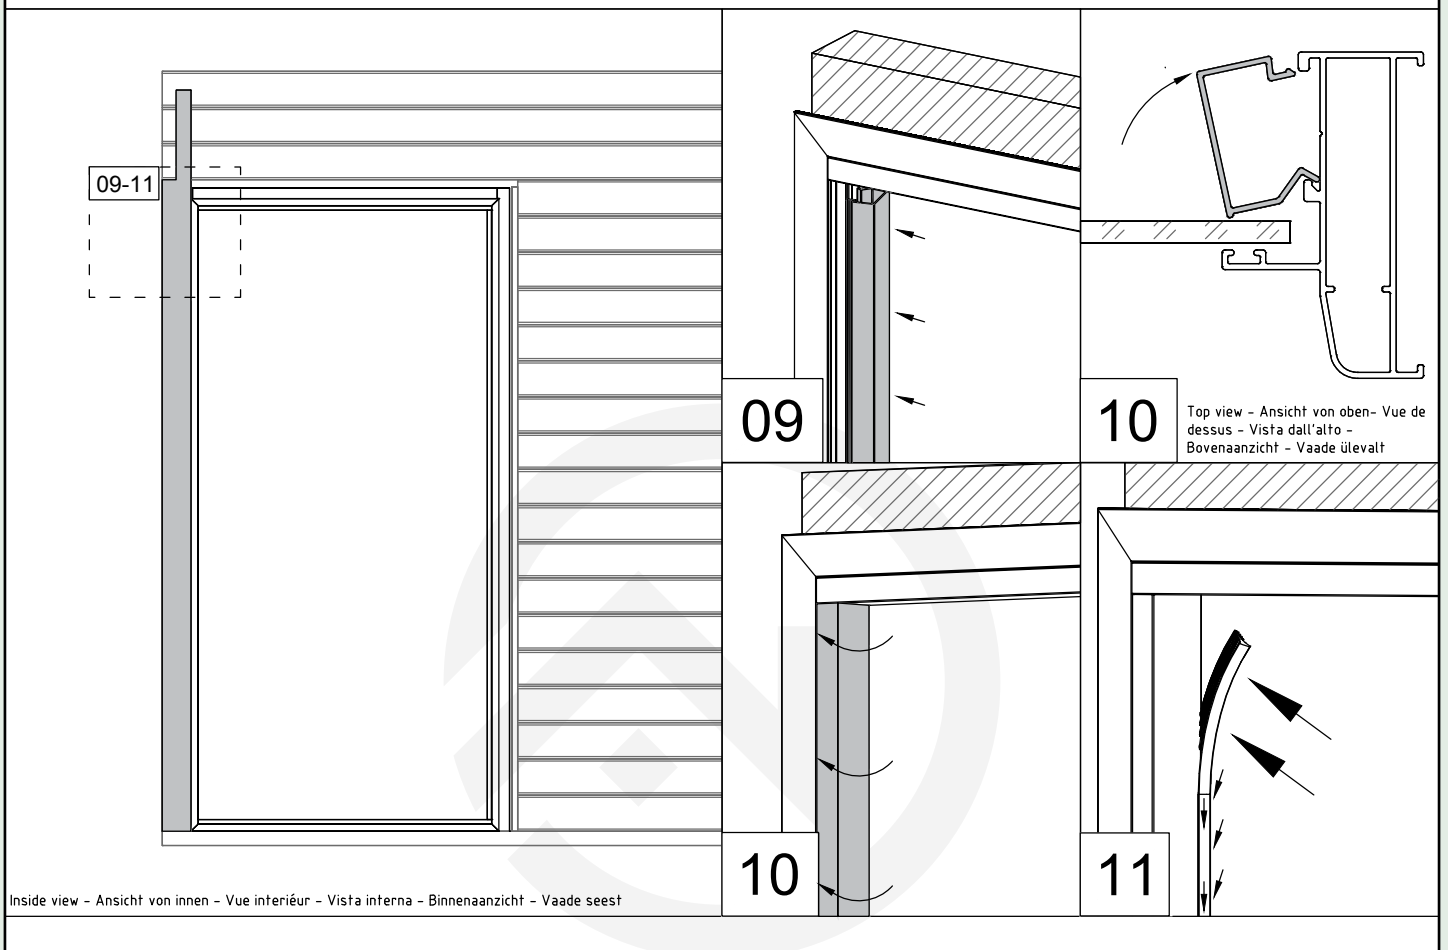 09-11
Inside view - Ansicht von innen - Vue interiéur - Vista interna - Binnenaanzicht - Vaade seest
09
10
Top view - Ansicht von oben- Vue de
dessus - Vista dall'alto -
Bovenaanzicht - Vaade ülevalt
10
11